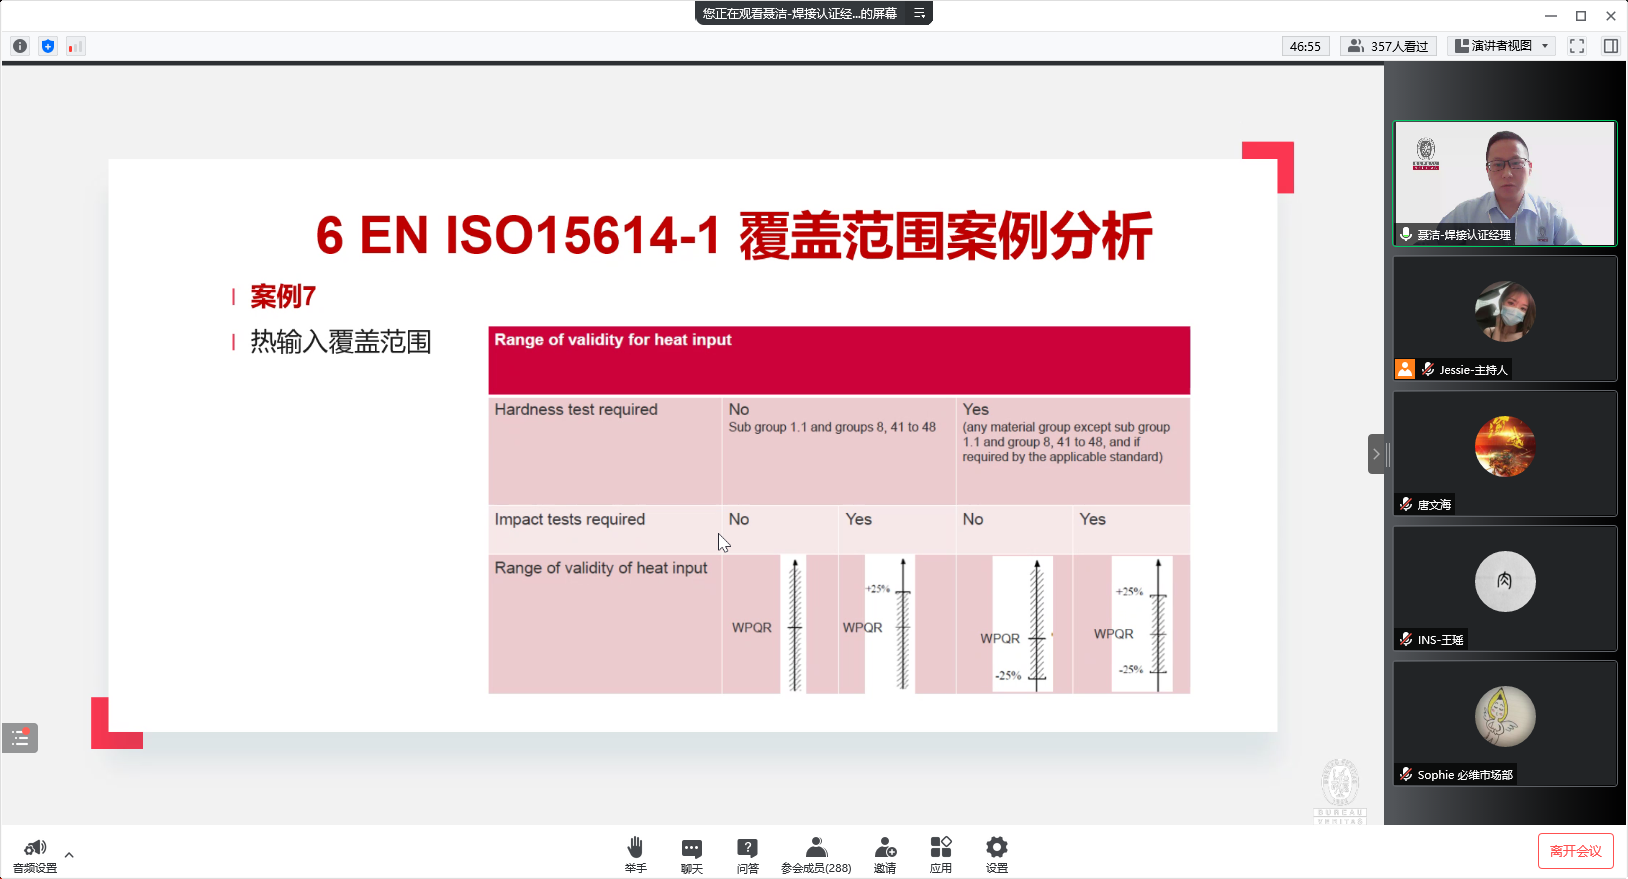 您正在观看聂洁-焊接认证经...的屏幕
46:55
357人看过
演讲者视图
6 EN ISO15614-1 覆盖范围案例分析
案例7
热输入覆盖范围
Range of validity for heat input
Hardness test required
No
Sub group 1.1 and groups 8, 41 to 48
Yes
(any material group except sub group
1.1 and group 8, 41 to 48, and if
required by the applicable standard)
Impact tests required
No
Yes
No
Yes
Range of validity of heat input
WPQR
+25%
WPQR
WPQR
-25%
+25%
WPQR
-25%
聂洁-焊接认证经理
Jessie-主持人
唐文海
肉
INS-王瑶
Sophie 必维市场部
BUREAU
VERITAS
音频设置
举手
聊天
问答
参会成员(288)
邀请
应用
设置
离开会议